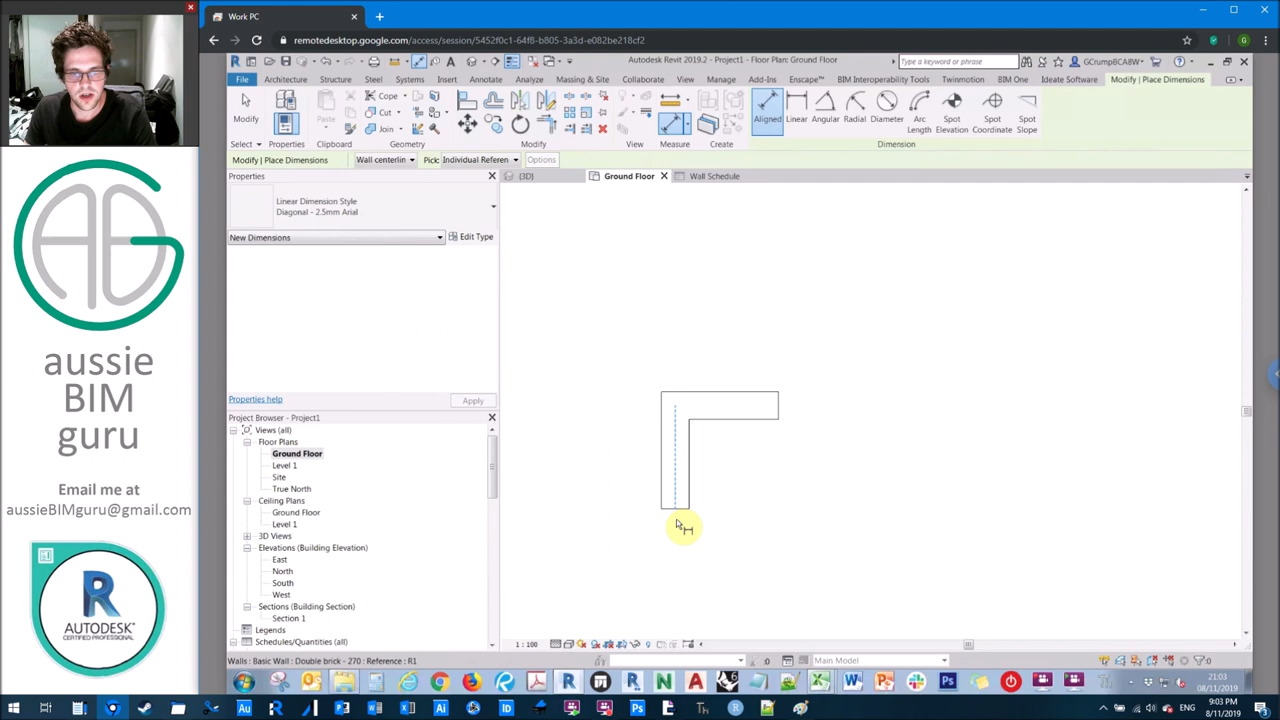 Work PC
remotedesktop.google.com/access/session/5452f0c1-64f8-b805-3a3d-e082be218cf2
Autodesk Revit 2019.2 - Project1 - Floor Plan: Ground Floor
Type a keyword or phrase
GCrumpBCA8W
File
Architecture
Structure
Steel
Systems
Insert
Annotate
Analyze
Massing & Site
Collaborate
View
Manage
Add-Ins
Enscape™
BIM Interoperability Tools
Twinmotion
BIM One
Ideate Software
Modify | Place Dimensions
Modify
Paste
Cope
Cut
Join
Aligned
Linear
Angular
Radial
Diameter
Arc Length
Spot Elevation
Spot Coordinate
Spot Slope
Select
Properties
Clipboard
Geometry
Modify
View
Measure
Create
Dimension
Modify | Place Dimensions
Wall centerlin
Pick:
Individual Referen
Options
Properties
{3D}
Ground Floor
Wall Schedule
Linear Dimension Style
Diagonal - 2.5mm Arial
New Dimensions
Edit Type
Properties help
Apply
Project Browser - Project1
Views (all)
Floor Plans
Ground Floor
Level 1
Site
True North
Ceiling Plans
Ground Floor
Level 1
3D Views
Elevations (Building Elevation)
East
North
South
West
Sections (Building Section)
Section 1
Legends
Schedules/Quantities (all)
1 : 100
Walls : Basic Wall : Double brick - 270 : Reference : R1
:0
Main Model
:0
21:03
08/11/2019
ENG
9:03 PM
8/11/2019
aussie
BIM
guru
Email me at
aussieBIMguru@gmail.com
R
AUTODESK
CERTIFIED PROFESSIONAL